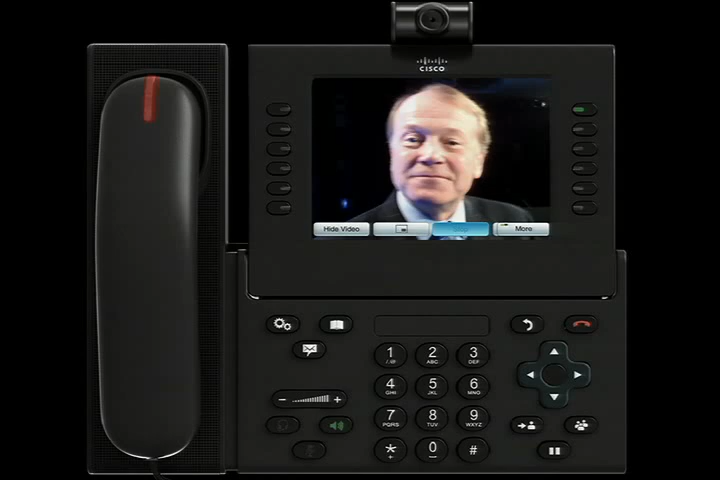 CISCO
Hide Video
More
1 2 3
/.@ ABC DEF
4 5 6
GHI JKL MNO
7 8 9
PQRS TUV WXYZ
* 0 #
+